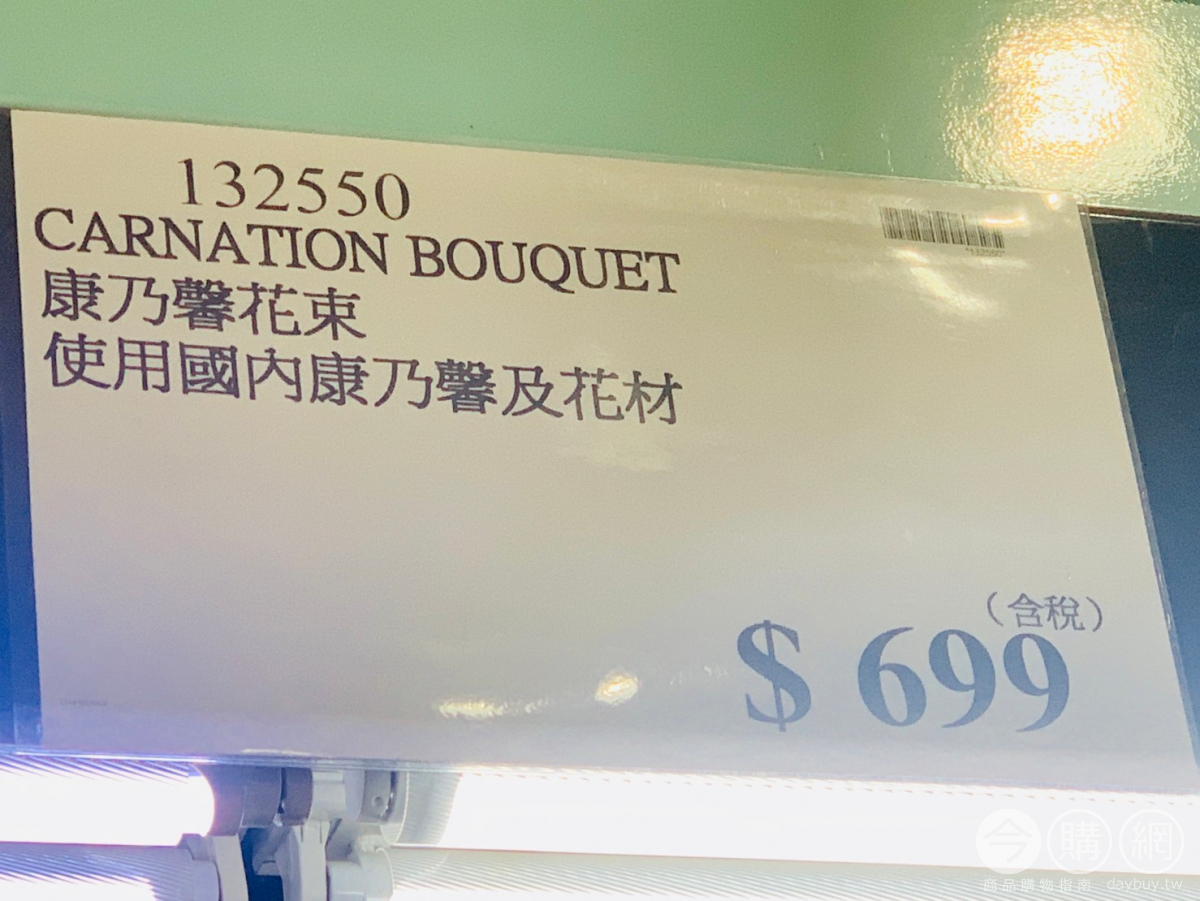 132550
CARNATION BOUQUET
康乃馨花束
使用國內康乃馨及花材
*132550*
（含稅）
$ 699
今購網
商品購物指南 daybuy.tw